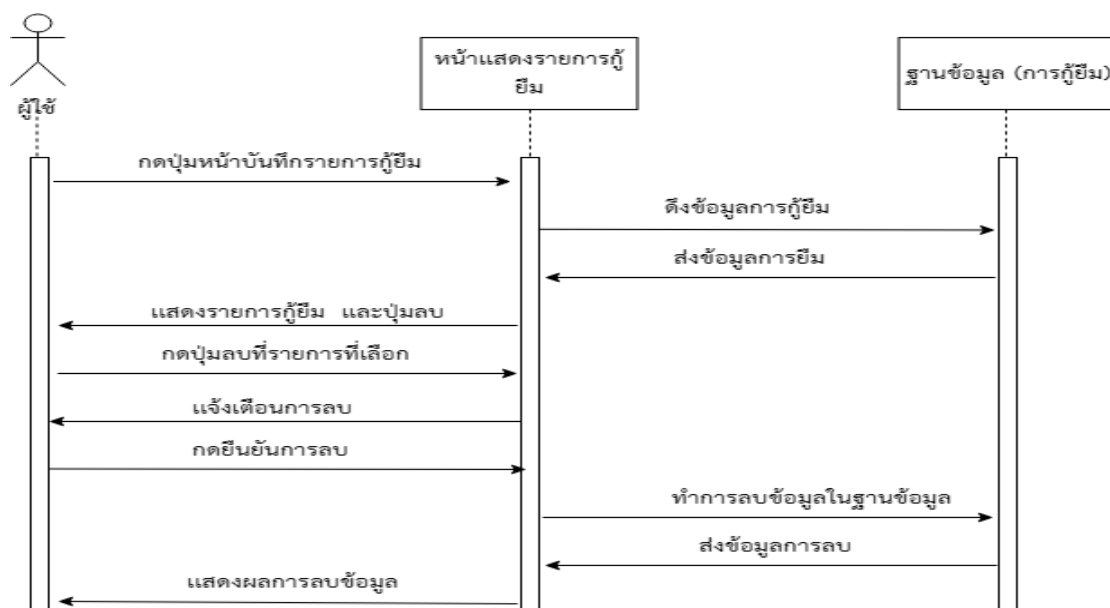 ผู้ใช้
หน้าแสดงรายการกู้
ยืม
ฐานข้อมูล (การกู้ยืม)
กดปุ่มหน้าบันทึกรายการกู้ยืม
ดึงข้อมูลการกู้ยืม
ส่งข้อมูลการยืม
แสดงรายการกู้ยืม และปุ่มลบ
กดปุ่มลบที่รายการที่เลือก
แจ้งเตือนการลบ
กดยืนยันการลบ
ทำการลบข้อมูลในฐานข้อมูล
ส่งข้อมูลการลบ
แสดงผลการลบข้อมูล